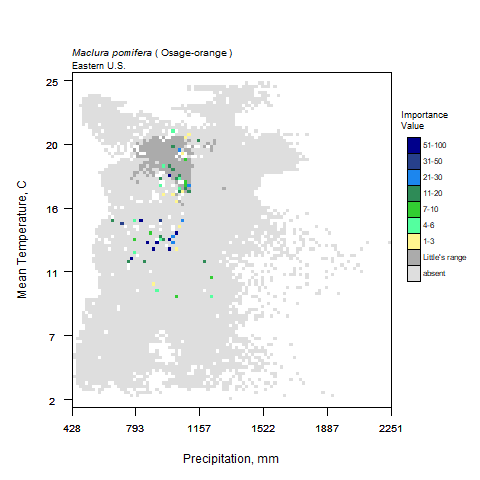 Maclura pomifera ( Osage-orange )
Eastern U.S.
25
20
16
11
7
2
Mean Temperature, C
428 793 1157 1522 1887 2251
Precipitation, mm
Importance
Value
51-100
31-50
21-30
11-20
7-10
4-6
1-3
Little's range
absent